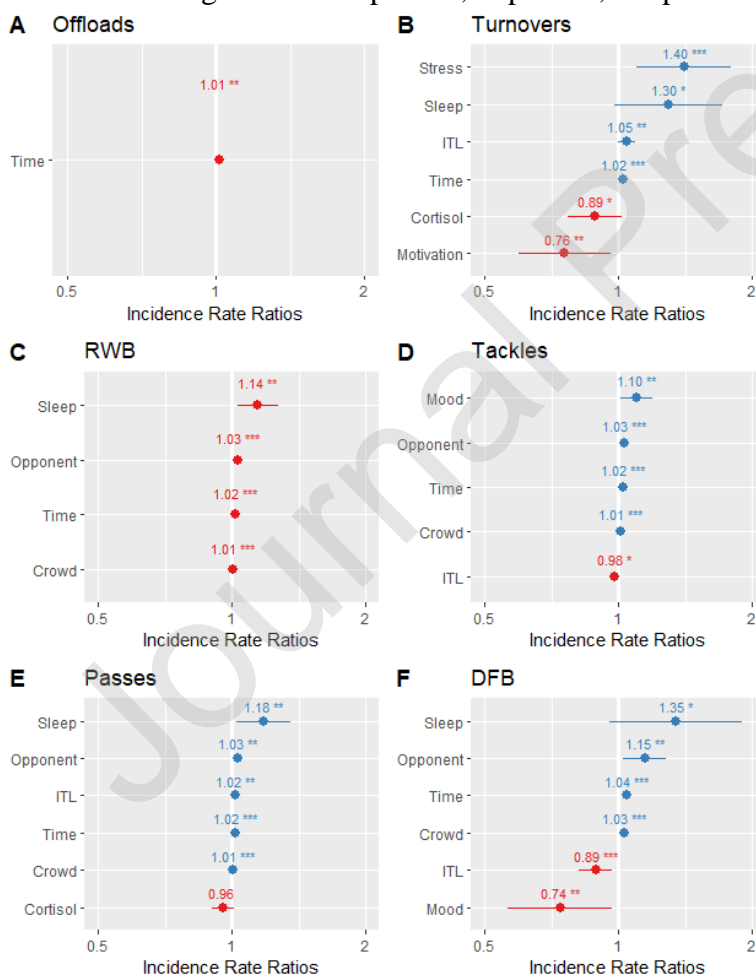 A Offloads
1.01 **
Time
0.5 1 2
Incidence Rate Ratios
B Turnovers
Stress 1.40 ***
Sleep 1.30 *
ITL 1.05 **
Time 1.02 ***
Cortisol 0.89 *
Motivation 0.76 **
0.5 1 2
Incidence Rate Ratios
C RWB
Sleep 1.14 **
Opponent 1.03 ***
Time 1.02 ***
Crowd 1.01 ***
0.5 1 2
Incidence Rate Ratios
D Tackles
Mood 1.10 **
Opponent 1.03 ***
Time 1.02 ***
Crowd 1.01 ***
ITL 0.98 *
0.5 1 2
Incidence Rate Ratios
E Passes
Sleep 1.18 **
Opponent 1.03 **
ITL 1.02 **
Time 1.02 ***
Crowd 1.01 ***
Cortisol 0.96
0.5 1 2
Incidence Rate Ratios
F DFB
Sleep 1.35 *
Opponent 1.15 **
Time 1.04 ***
Crowd 1.03 ***
ITL 0.89 ***
Mood 0.74 **
0.5 1 2
Incidence Rate Ratios
Journal Pre